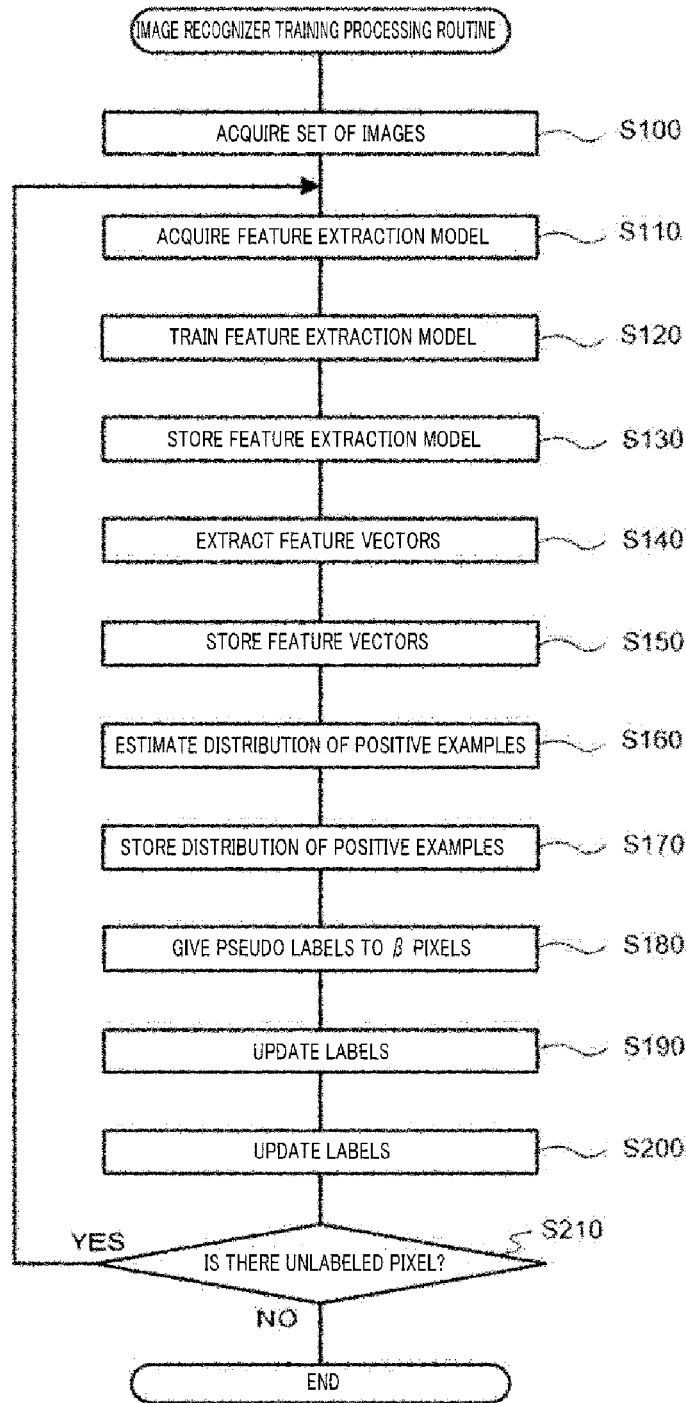 IMAGE RECOGNIZER TRAINING PROCESSING ROUTINE
ACQUIRE SET OF IMAGES S100
ACQUIRE FEATURE EXTRACTION MODEL S110
TRAIN FEATURE EXTRACTION MODEL S120
STORE FEATURE EXTRACTION MODEL S130
EXTRACT FEATURE VECTORS S140
STORE FEATURE VECTORS S150
ESTIMATE DISTRIBUTION OF POSITIVE EXAMPLES S160
STORE DISTRIBUTION OF POSITIVE EXAMPLES S170
GIVE PSEUDO LABELS TO β PIXELS S180
UPDATE LABELS S190
UPDATE LABELS S200
YES S210
IS THERE UNLABELED PIXEL?
NO
END